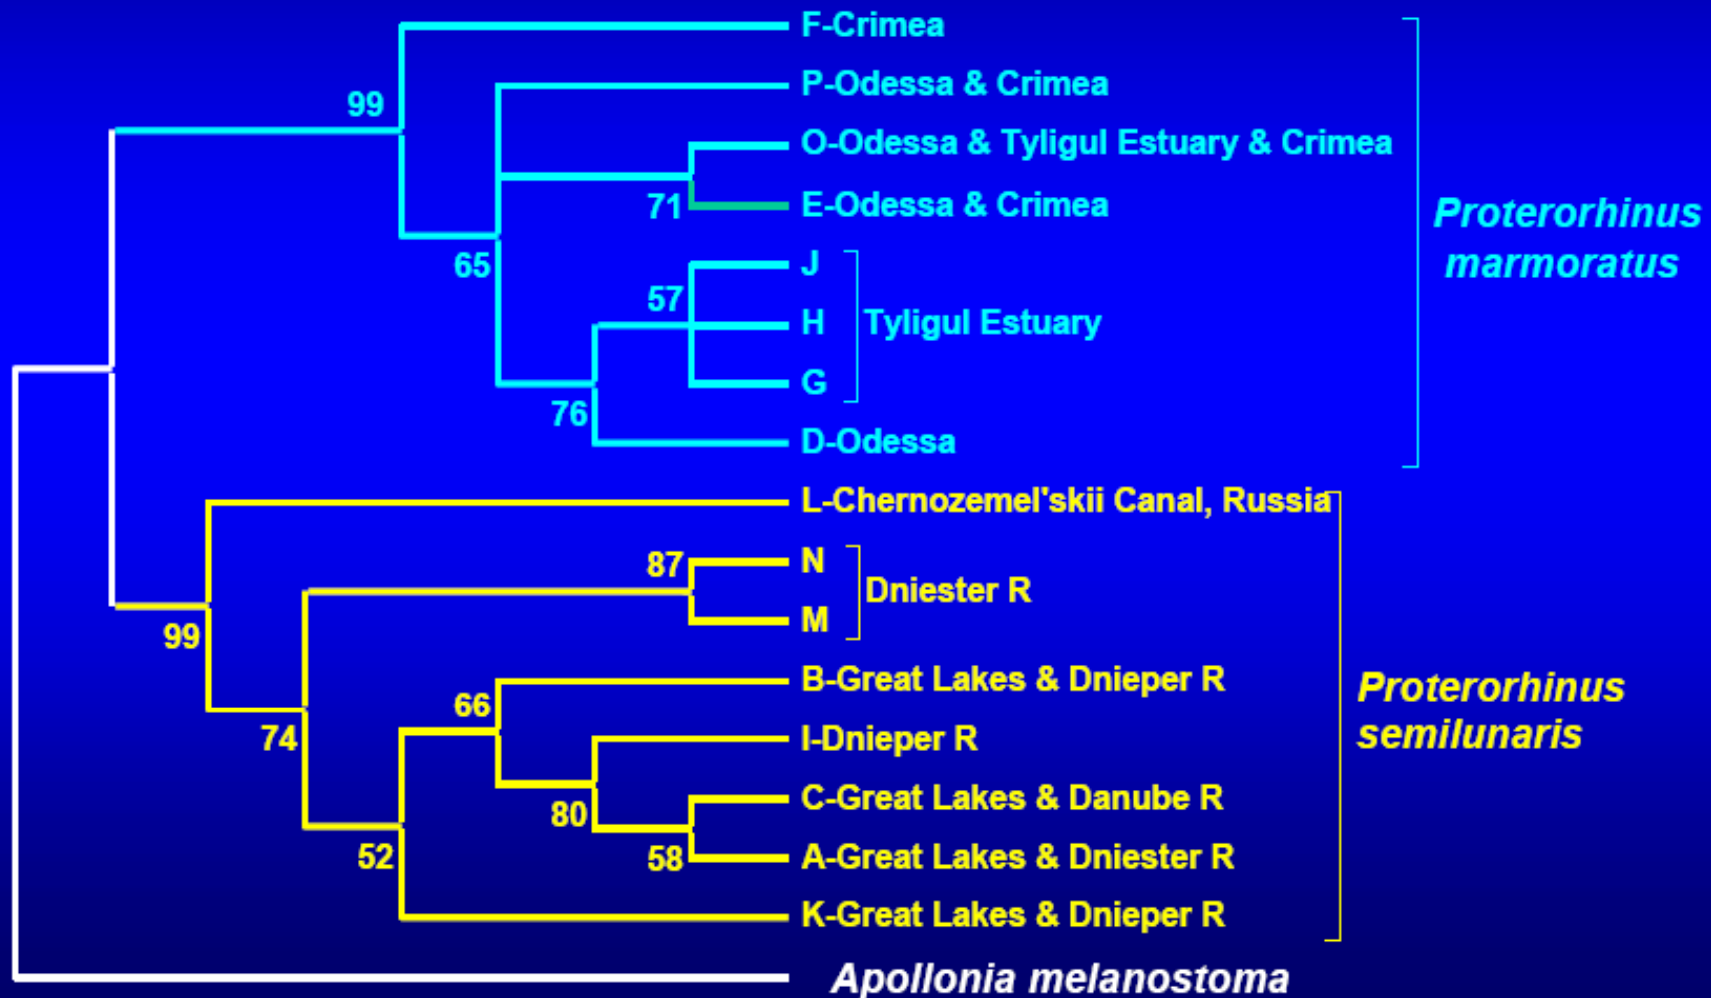 F-Crimea
99
P-Odessa & Crimea
O-Odessa & Tyligul Estuary & Crimea
71
E-Odessa & Crimea
Proterorhinus
marmoratus
65
J
57
H
Tyligul Estuary
G
76
D-Odessa
L-Chernozemel'skii Canal, Russia
87
N
Dniester R
M
99
B-Great Lakes & Dnieper R
66
Proterorhinus
semilunaris
74
I-Dnieper R
C-Great Lakes & Danube R
80
52
58
A-Great Lakes & Dniester R
K-Great Lakes & Dnieper R
Apollonia melanostoma